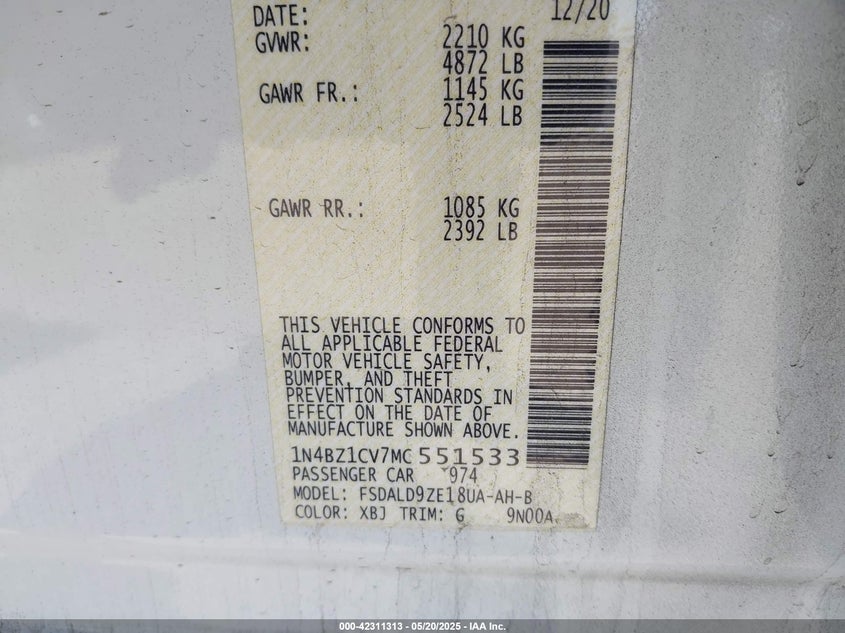 DATE: 12/20
GVWR: 2210 KG
4872 LB
GAWR FR.: 1145 KG
2524 LB
GAWR RR.: 1085 KG
2392 LB
THIS VEHICLE CONFORMS TO
ALL APPLICABLE FEDERAL
MOTOR VEHICLE SAFETY,
BUMPER, AND THEFT
PREVENTION STANDARDS IN
EFFECT ON THE DATE OF
MANUFACTURE SHOWN ABOVE.
1N4BZ1CV7MC551533
PASSENGER CAR 974
MODEL: FSDALD9ZE18UA-AH-B
COLOR: XBJ TRIM: G 9N00A
000-42311313 — 05/20/2025 — IAA Inc.